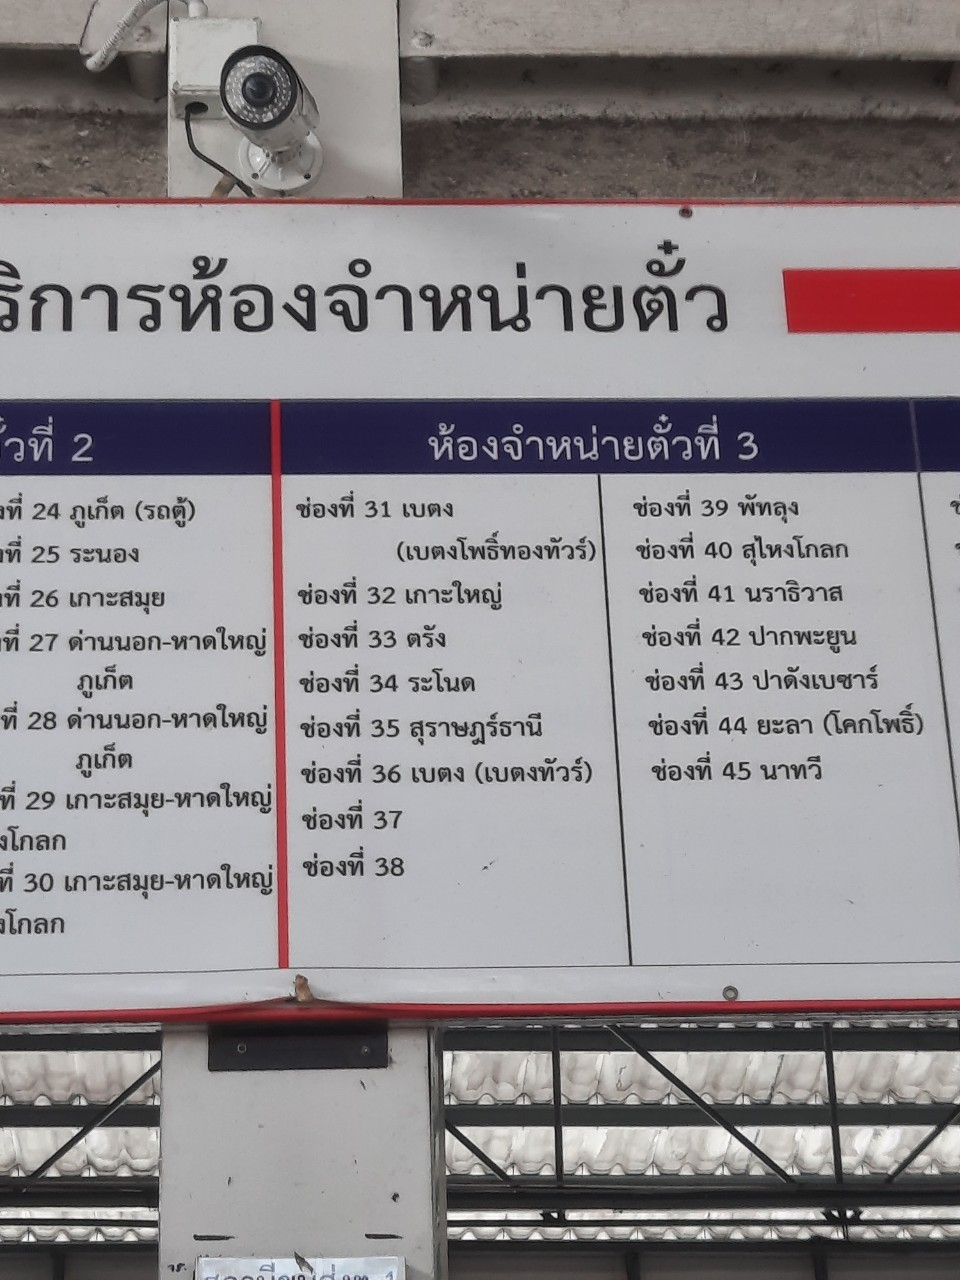 ริการห้องจำหน่ายตั๋ว
ั๋วที่ 2
ที่ 24 ภูเก็ต (รถตู้)
ที่ 25 ระนอง
ที่ 26 เกาะสมุย
ที่ 27 ด่านนอก-หาดใหญ่
ภูเก็ต
ที่ 28 ด่านนอก-หาดใหญ่
ภูเก็ต
ที่ 29 เกาะสมุย-หาดใหญ่
งโกลก
ที่ 30 เกาะสมุย-หาดใหญ่
งโกลก
ห้องจำหน่ายตั๋วที่ 3
ช่องที่ 31 เบตง
(เบตงโพธิ์ทองทัวร์)
ช่องที่ 32 เกาะใหญ่
ช่องที่ 33 ตรัง
ช่องที่ 34 ระโนด
ช่องที่ 35 สุราษฎร์ธานี
ช่องที่ 36 เบตง (เบตงทัวร์)
ช่องที่ 37
ช่องที่ 38
ช่องที่ 39 พัทลุง
ช่องที่ 40 สุไหงโกลก
ช่องที่ 41 นราธิวาส
ช่องที่ 42 ปากพะยูน
ช่องที่ 43 ปาดังเบซาร์
ช่องที่ 44 ยะลา (โคกโพธิ์)
ช่องที่ 45 นาทวี